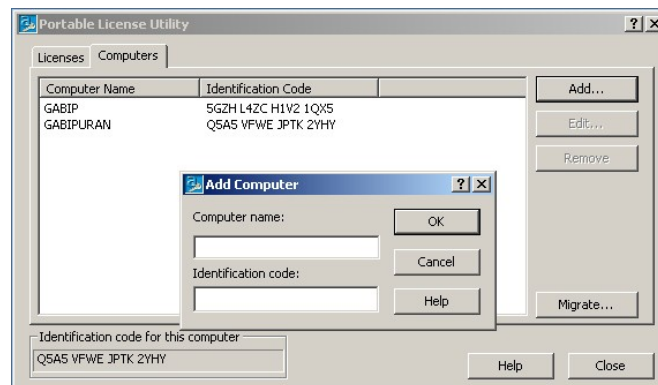 Portable License Utility
Licenses Computers
Computer Name Identification Code Add...
GABIP 5GZH L4ZC H1V2 1QX5
GABIPURAN Q5A5 VFWE JPTK 2YHY Edit...
Remove
Add Computer
Computer name: OK
Cancel
Identification code:
Help
Migrate...
Identification code for this computer
Q5A5 VFWE JPTK 2YHY
Help Close